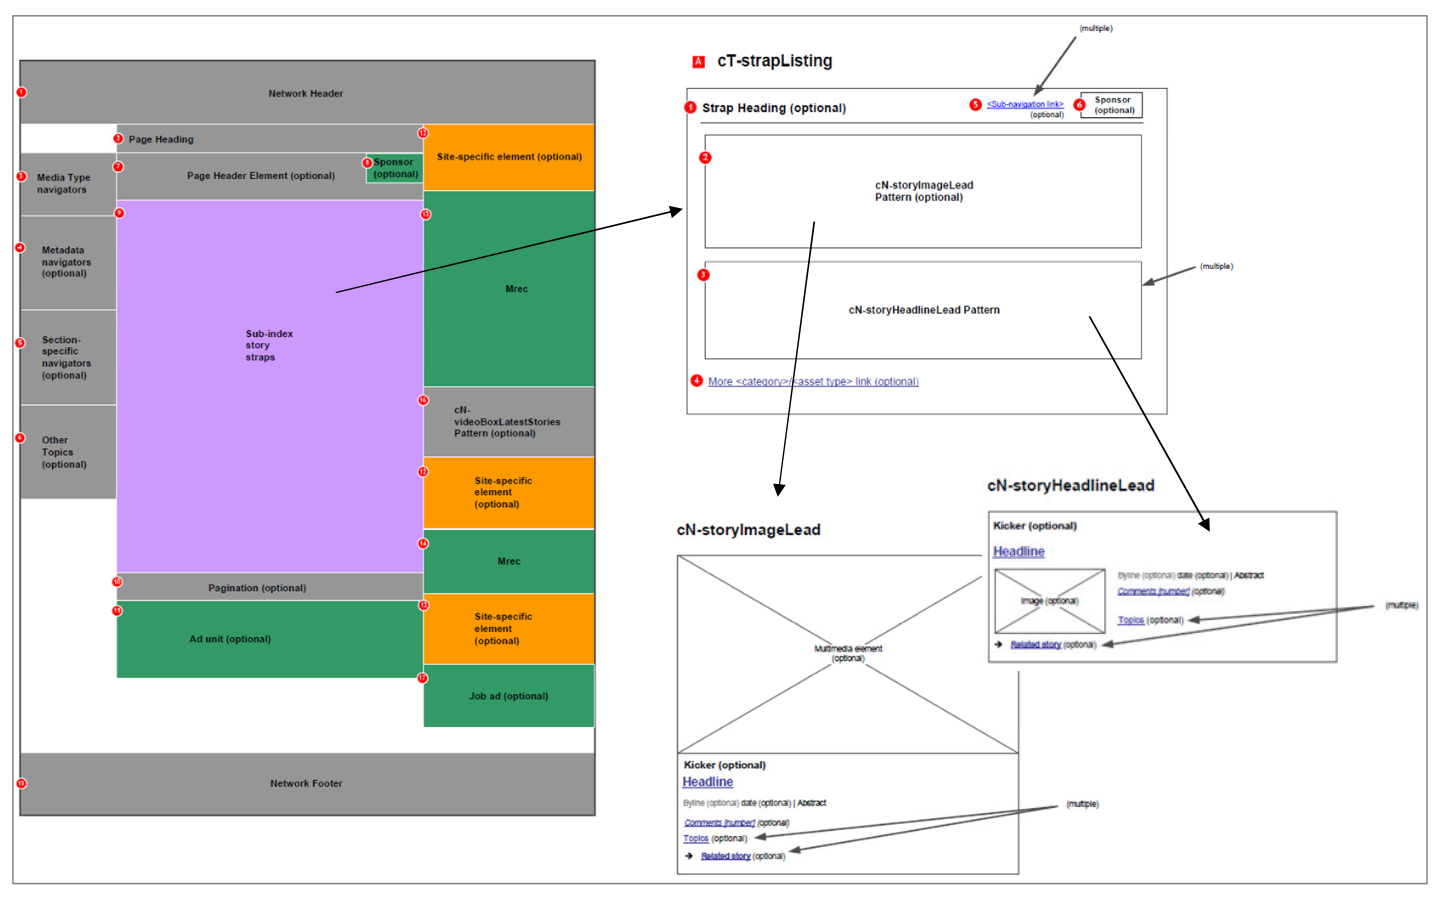 1
Network Header
2
Page Heading
12
Site-specific element (optional)
3
Media Type
navigators
7
Page Header Element (optional)
8
Sponsor
(optional)
4
Metadata
navigators
(optional)
5
Section-
specific
navigators
(optional)
6
Other
Topics
(optional)
9
Sub-index
story
straps
13
Mrec
16
cN-
videoBoxLatestStories
Pattern (optional)
12
Site-specific
element
(optional)
14
Mrec
10
Pagination (optional)
11
Ad unit (optional)
12
Site-specific
element
(optional)
17
Job ad (optional)
Network Footer
A
cT-strapListing
(multiple)
1
Strap Heading (optional)
5
<Sub-navigation link>
(optional)
6
Sponsor
(optional)
2
cN-storyImageLead
Pattern (optional)
3
cN-storyHeadlineLead Pattern
(multiple)
4
More <category>/<asset type> link (optional)
cN-storyImageLead
Multimedia element
(optional)
Kicker (optional)
Headline
Byline (optional) date (optional) | Abstract
Comments [number] (optional)
Topics (optional)
Related story (optional)
(multiple)
cN-storyHeadlineLead
Kicker (optional)
Headline
Image (optional)
Byline (optional) date (optional) | Abstract
Comments [number] (optional)
Topics (optional)
Related story (optional)
(multiple)